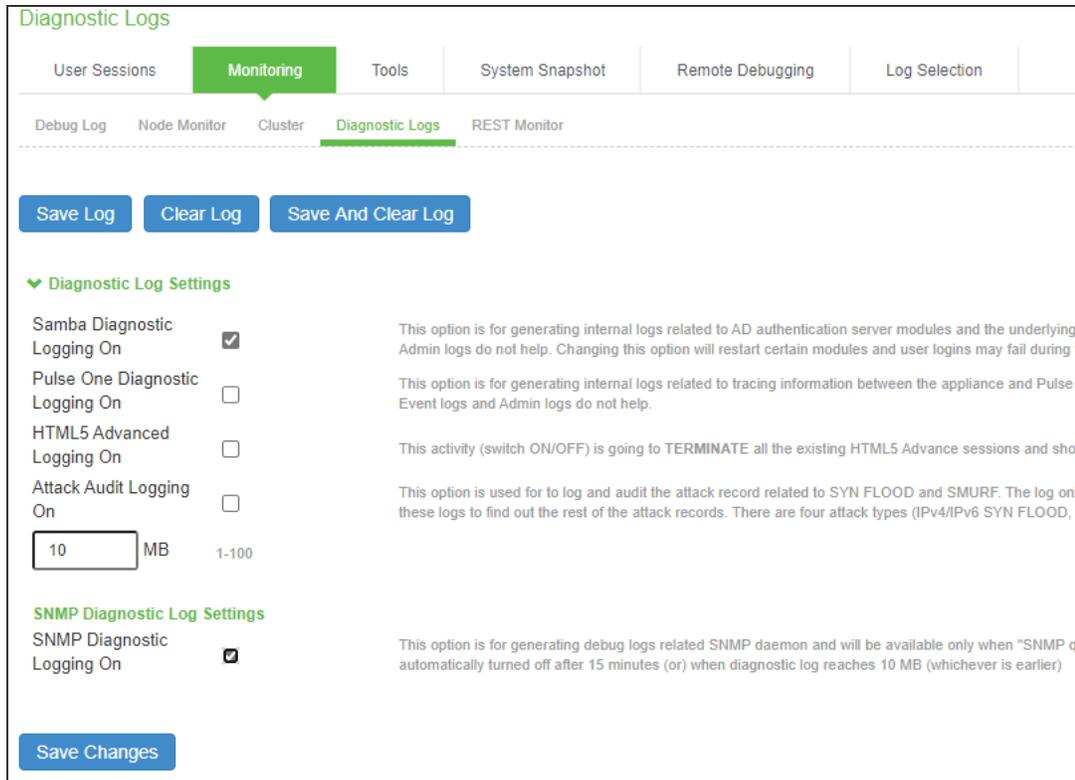 Diagnostic Logs
User Sessions Monitoring Tools System Snapshot Remote Debugging Log Selection
Debug Log Node Monitor Cluster Diagnostic Logs REST Monitor
Save Log Clear Log Save And Clear Log
Diagnostic Log Settings
Samba Diagnostic
Logging On
This option is for generating internal logs related to AD authentication server modules and the underlying
Admin logs do not help. Changing this option will restart certain modules and user logins may fail during
Pulse One Diagnostic
Logging On
This option is for generating internal logs related to tracing information between the appliance and Pulse
Event logs and Admin logs do not help.
HTML5 Advanced
Logging On
This activity (switch ON/OFF) is going to TERMINATE all the existing HTML5 Advance sessions and sho
Attack Audit Logging
On
This option is used for to log and audit the attack record related to SYN FLOOD and SMURF. The log on
these logs to find out the rest of the attack records. There are four attack types (IPv4/IPv6 SYN FLOOD,
10 MB 1-100
SNMP Diagnostic Log Settings
SNMP Diagnostic
Logging On
This option is for generating debug logs related SNMP daemon and will be available only when "SNMP q
automatically turned off after 15 minutes (or) when diagnostic log reaches 10 MB (whichever is earlier)
Save Changes